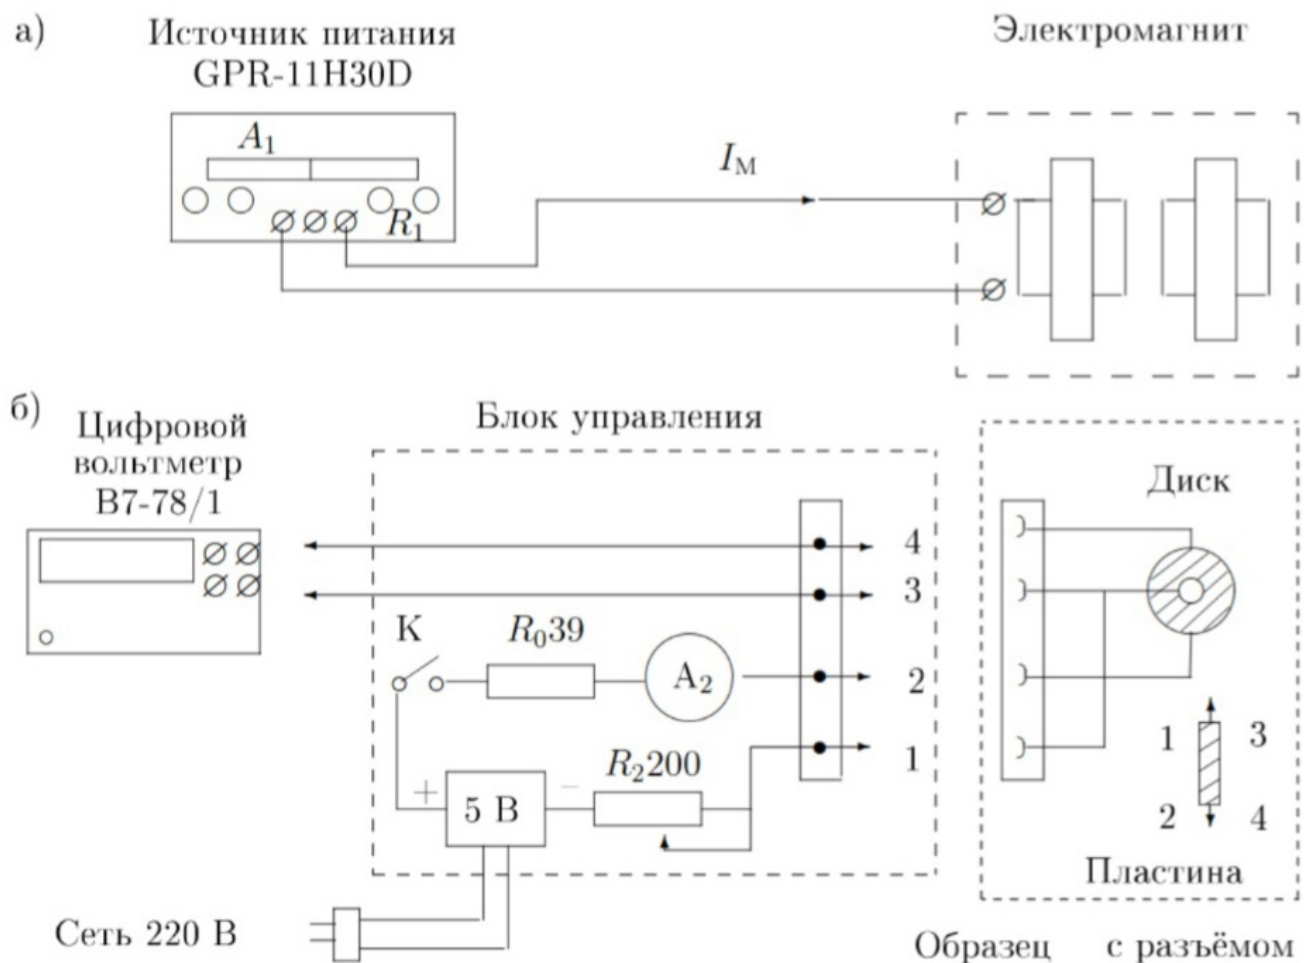 а)
Источник питания
GPR-11H30D
Электромагнит
A₁
I_М
R₁
б)
Цифровой
вольтметр
В7-78/1
Блок управления
Диск
4
3
К
R₀39
A₂
2
1
R₂200
+
5 В
−
1
3
2
4
Пластина
Сеть 220 В
Образец с разъёмом